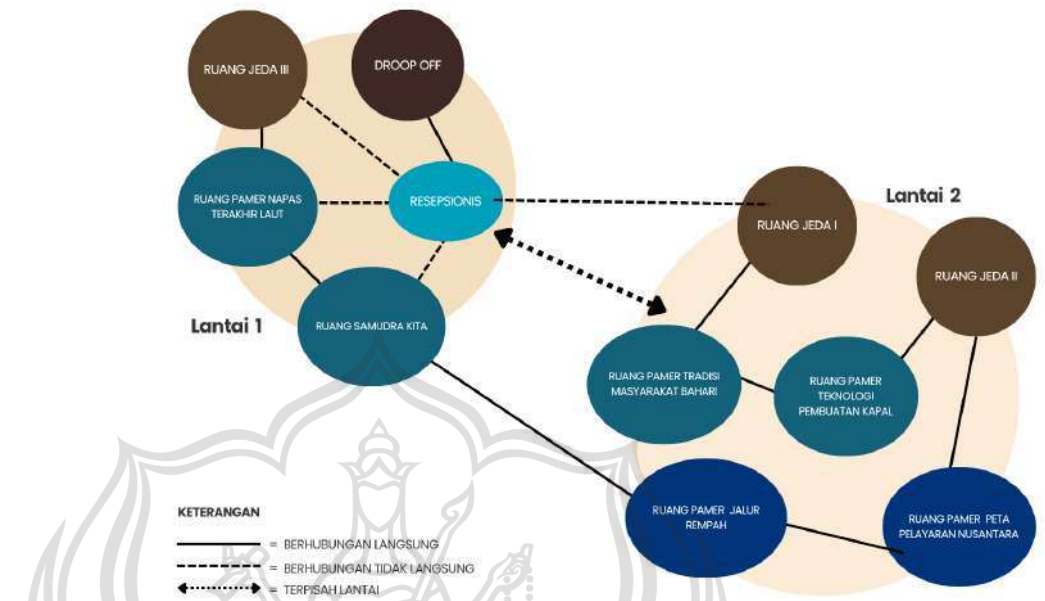 RUANG JEDA III
DROOP OFF
RUANG PAMER NAPAS
TERAKHIR LAUT
RESEPSIONIS
Lantai 1
RUANG SAMUDRA KITA
Lantai 2
RUANG JEDA I
RUANG JEDA II
RUANG PAMER TRADISI
MASYARAKAT BAHARI
RUANG PAMER
TEKNOLOGI
PEMBUATAN KAPAL
RUANG PAMER JALUR
REMPAH
RUANG PAMER PETA
PELAYARAN NUSANTARA
KETERANGAN
= BERHUBUNGAN LANGSUNG
= BERHUBUNGAN TIDAK LANGSUNG
= TERPISAH LANTAI